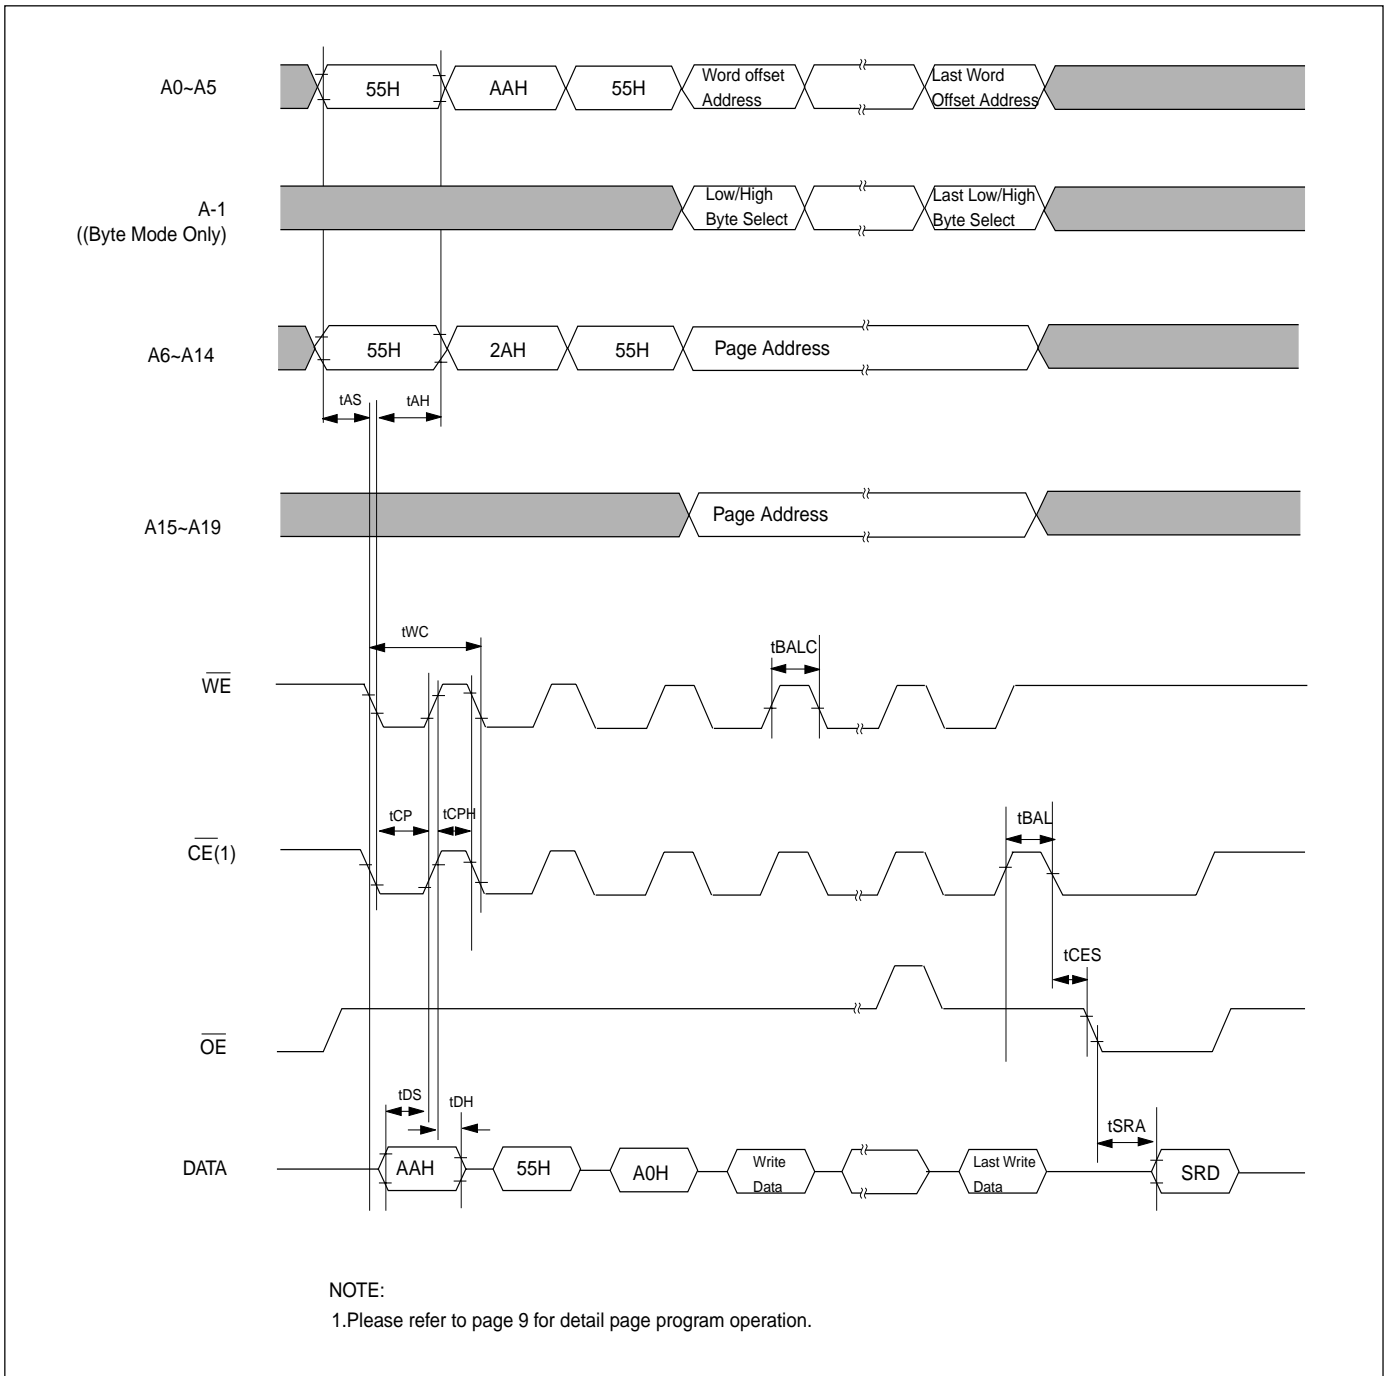 A0~A5
55H
AAH
55H
Word offset
Address
Last Word
Offset Address
A-1
((Byte Mode Only)
Low/High
Byte Select
Last Low/High
Byte Select
A6~A14
55H
2AH
55H
Page Address
tAS
tAH
A15~A19
Page Address
tWC
tBALC
WE
tCP
tCPH
tBAL
CE(1)
tCES
OE
tDS
tDH
tSRA
DATA
AAH
55H
A0H
Write
Data
Last Write
Data
SRD
NOTE:
1.Please refer to page 9 for detail page program operation.